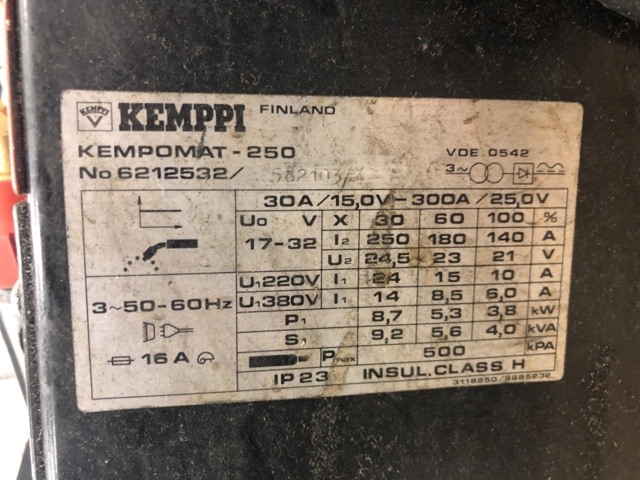 KEMPPI KEMPPI FINLAND
KEMPOMAT-250 VDE 0542
No 6212532/ 3~
30A/15,0V-300A/25,0V
Uo V X 30 60 100 %
17-32 I2 250 180 140 A
U2 24,5 23 21 V
U1 220V I1 24 15 10 A
3~50-60Hz U1 380V I1 14 8,5 6,0 A
P1 8,7 5,3 3,8 kW
S1 9,2 5,6 4,0 kVA
16 A Pmax 500 kPA
IP 23 INSUL.CLASS H
3118250/9885232